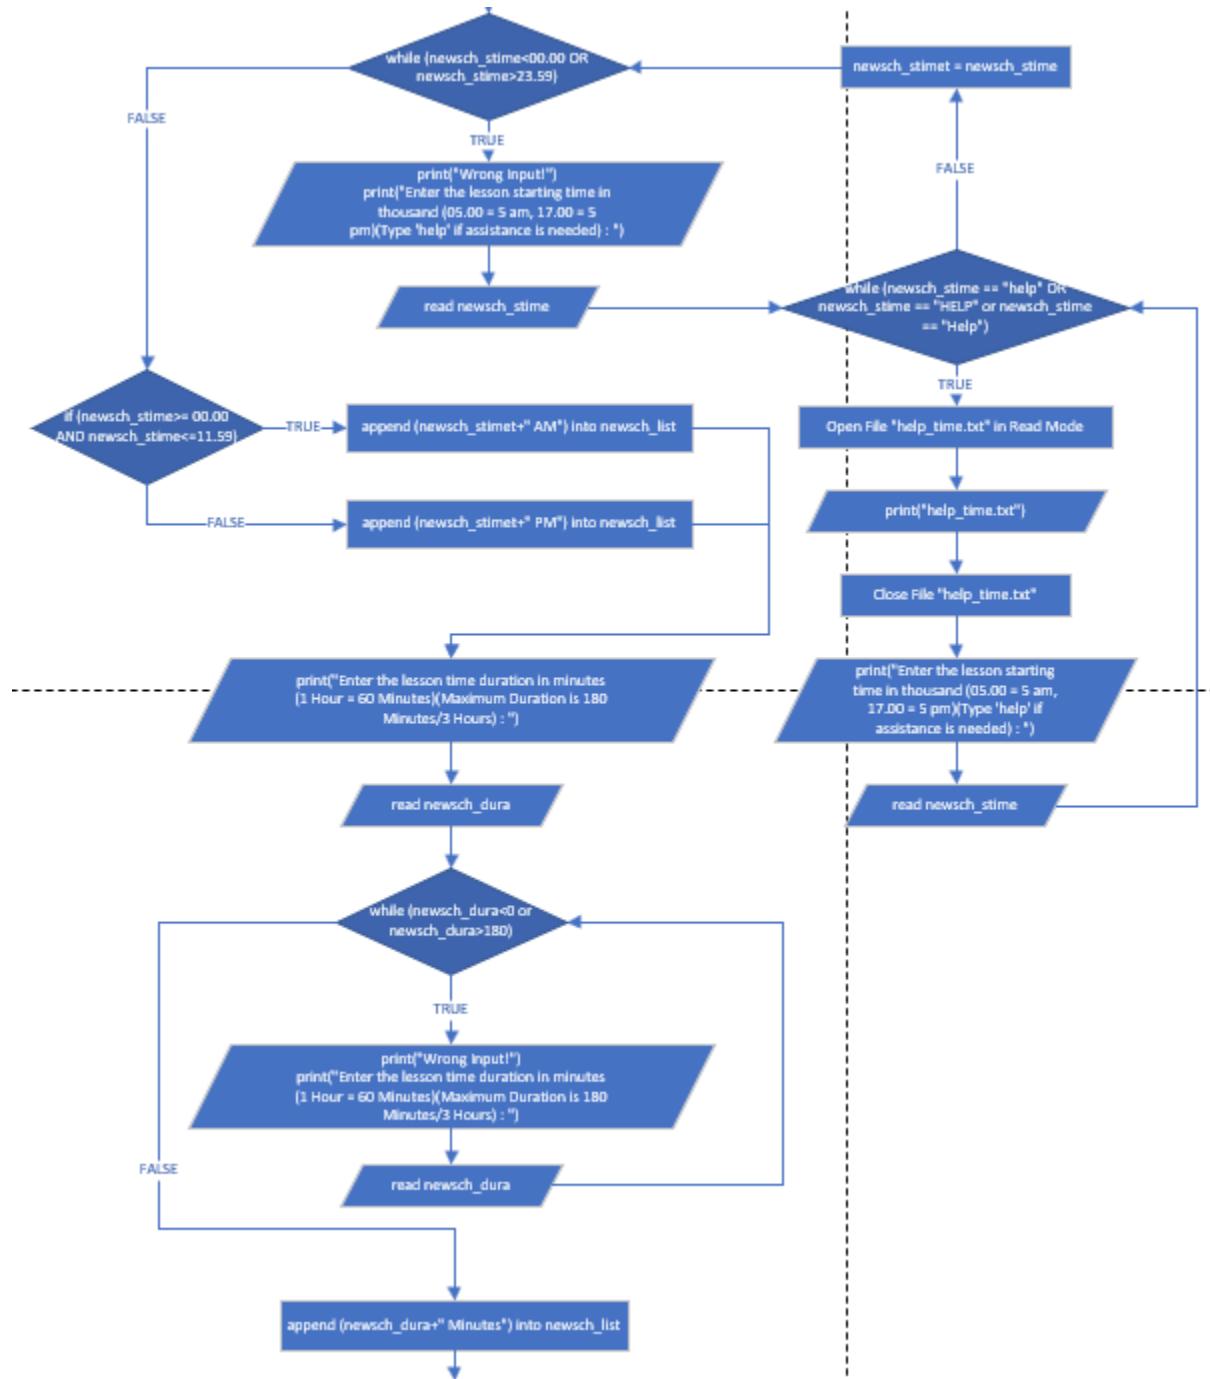 while (newsch_stime<00.00 OR
newsch_stime>23.59)
newsch_stimet = newsch_stime
FALSE
TRUE
FALSE
print("Wrong Input!")
print("Enter the lesson starting time in
thousand (05.00 = 5 am, 17.00 = 5
pm)(Type 'help' if assistance is needed) : ")
read newsch_stime
while (newsch_stime == "help" OR
newsch_stime == "HELP" or newsch_stime
== "Help")
TRUE
if (newsch_stime>= 00.00
AND newsch_stime<=11.59)
TRUE
append (newsch_stimet+" AM") into newsch_list
FALSE
append (newsch_stimet+" PM") into newsch_list
Open File "help_time.txt" in Read Mode
print("help_time.txt")
Close File "help_time.txt"
print("Enter the lesson starting
time in thousand (05.00 = 5 am,
17.00 = 5 pm)(Type 'help' if
assistance is needed) : ")
read newsch_stime
print("Enter the lesson time duration in minutes
(1 Hour = 60 Minutes)(Maximum Duration is 180
Minutes/3 Hours) : ")
read newsch_dura
while (newsch_dura<0 or
newsch_dura>180)
TRUE
print("Wrong Input!")
print("Enter the lesson time duration in minutes
(1 Hour = 60 Minutes)(Maximum Duration is 180
Minutes/3 Hours) : ")
FALSE
read newsch_dura
append (newsch_dura+" Minutes") into newsch_list